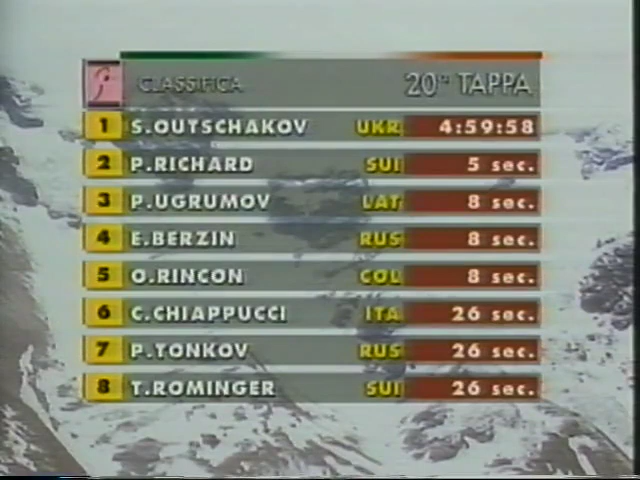 CLASSIFICA 20ª TAPPA
1 S.OUTSCHAKOV UKR 4:59:58
2 P.RICHARD SUI 5 sec.
3 P.UGRUMOV LAT 8 sec.
4 E.BERZIN RUS 8 sec.
5 O.RINCON COL 8 sec.
6 C.CHIAPPUCCI ITA 26 sec.
7 P.TONKOV RUS 26 sec.
8 T.ROMINGER SUI 26 sec.